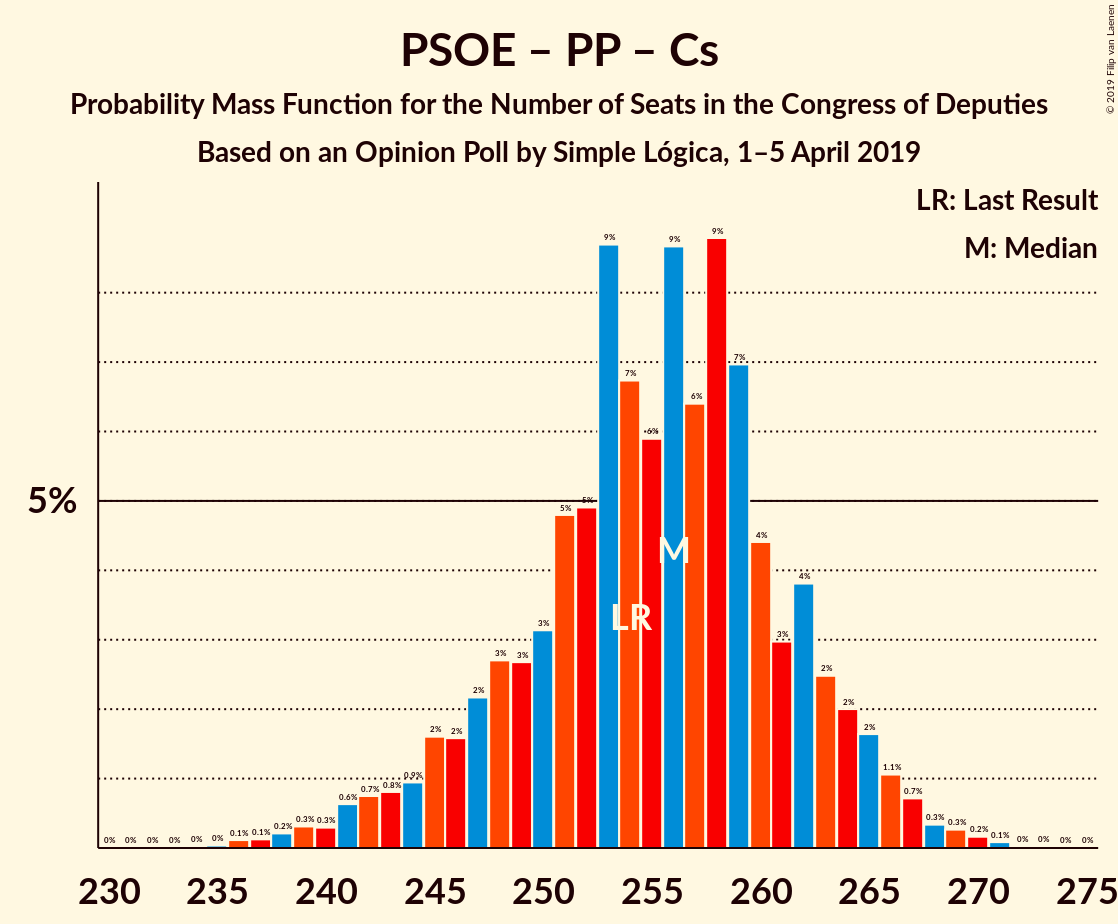 PSOE – PP – Cs
Probability Mass Function for the Number of Seats in the Congress of Deputies
Based on an Opinion Poll by Simple Lógica, 1–5 April 2019
© 2019 Filip van Laenen
LR: Last Result
M: Median
5%
0% 0% 0% 0% 0% 0% 0.1% 0.1% 0.2% 0.3% 0.3% 0.6% 0.7% 0.8% 0.9% 2% 2% 2% 3% 3% 3% 5% 5% 9% 7% 6% 9% 6% 9% 7% 4% 3% 4% 2% 2% 2% 1.1% 0.7% 0.3% 0.3% 0.2% 0.1% 0% 0% 0% 0%
M
LR
230 235 240 245 250 255 260 265 270 275